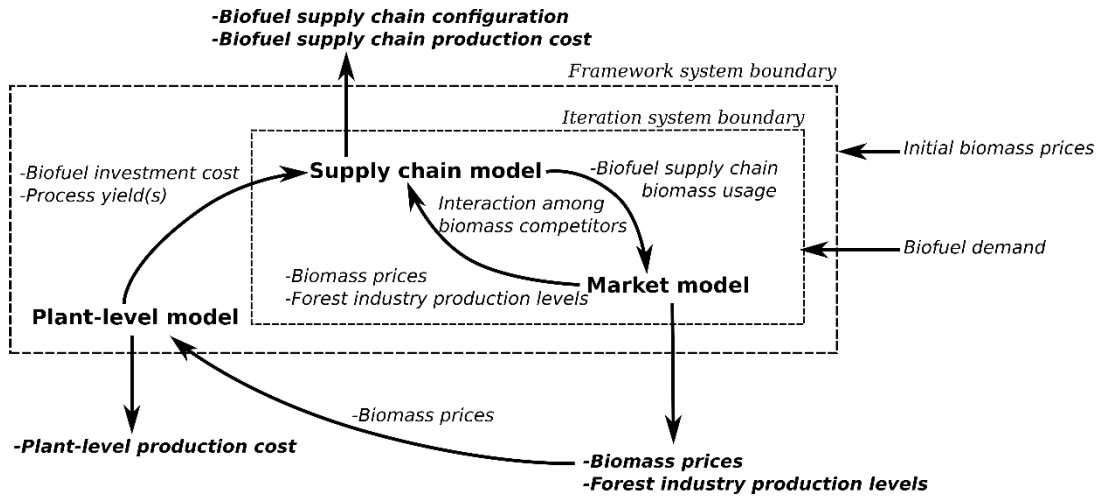 -Biofuel supply chain configuration
-Biofuel supply chain production cost
Framework system boundary
Iteration system boundary
Initial biomass prices
-Biofuel investment cost
-Process yield(s)
Supply chain model
-Biofuel supply chain
biomass usage
Interaction among
biomass competitors
Biofuel demand
-Biomass prices
-Forest industry production levels
Market model
Plant-level model
-Biomass prices
-Plant-level production cost
-Biomass prices
-Forest industry production levels